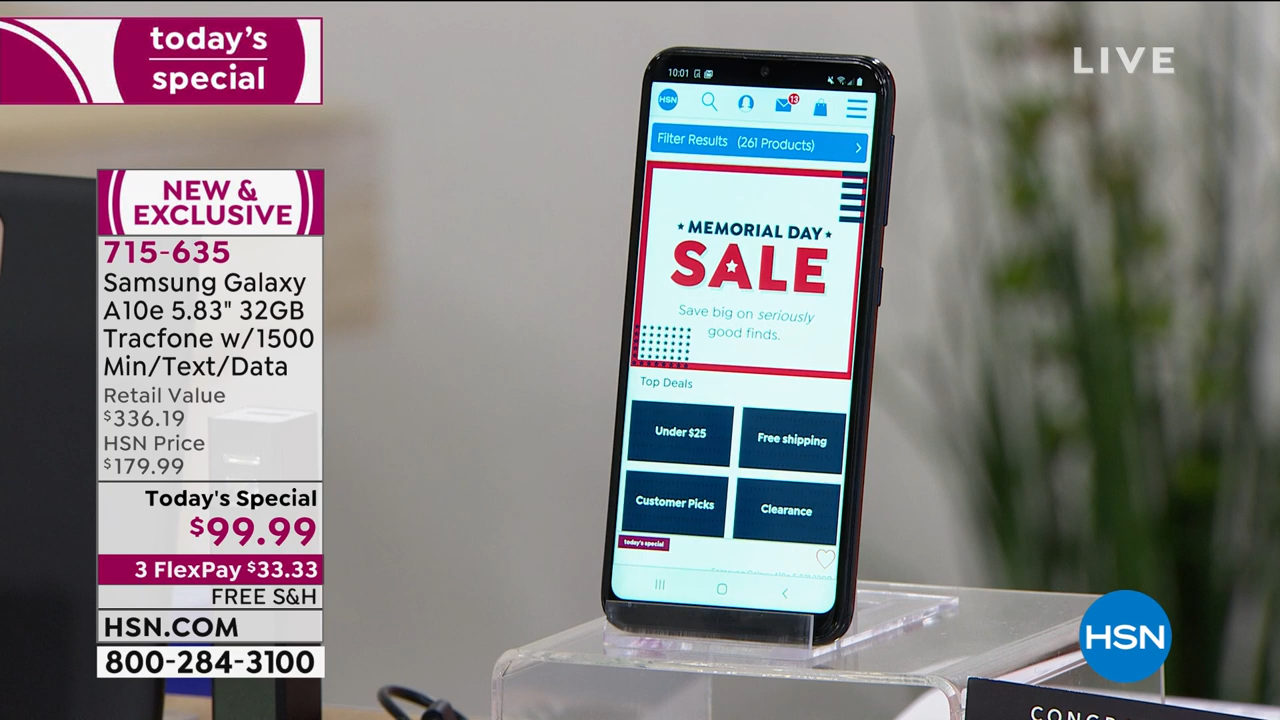 today's
special
LIVE
NEW &
EXCLUSIVE
715-635
Samsung Galaxy
A10e 5.83" 32GB
Tracfone w/1500
Min/Text/Data
Retail Value
$336.19
HSN Price
$179.99
Today's Special
$99.99
3 FlexPay $33.33
FREE S&H
HSN.COM
800-284-3100
10:01
HSN
13
Filter Results (261 Products)
MEMORIAL DAY
SALE
Save big on seriously
good finds.
Top Deals
Under $25
Free shipping
Customer Picks
Clearance
today's special
HSN